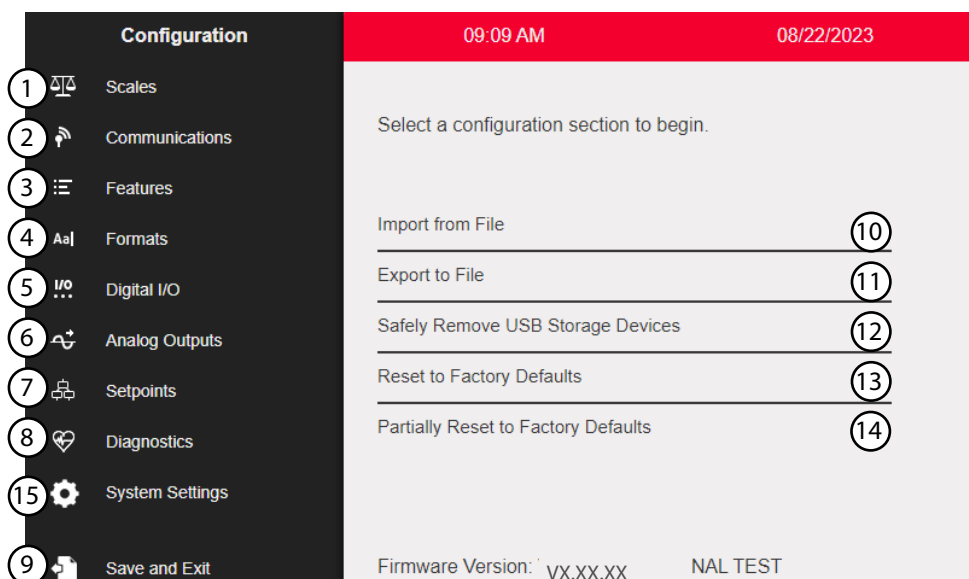 Configuration 09:09 AM 08/22/2023
1 Scales
2 Communications
3 Features
4 Aa Formats
5 I/O Digital I/O
6 Analog Outputs
7 Setpoints
8 Diagnostics
15 System Settings
9 Save and Exit
Select a configuration section to begin.
Import from File 10
Export to File 11
Safely Remove USB Storage Devices 12
Reset to Factory Defaults 13
Partially Reset to Factory Defaults 14
Firmware Version: VX.XX.XX NAL TEST